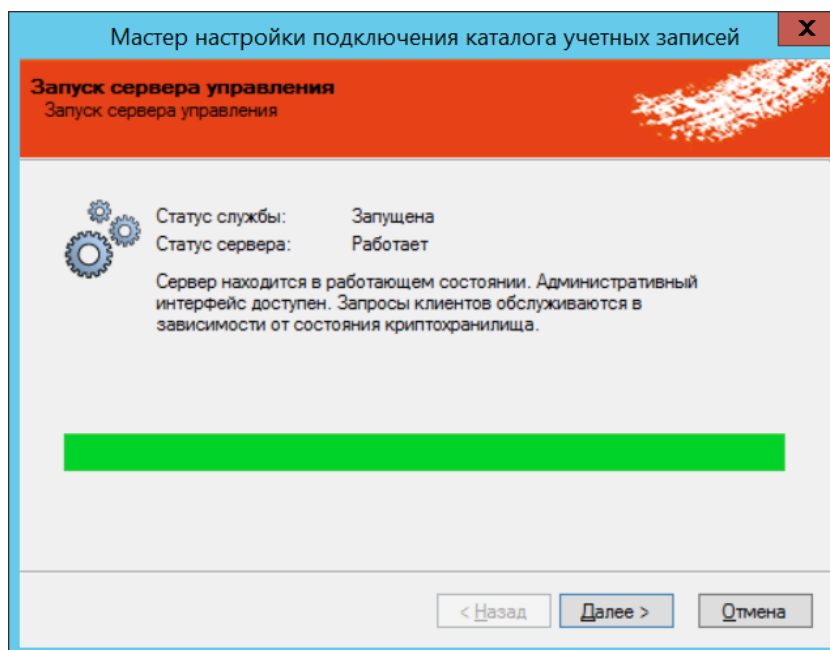 Мастер настройки подключения каталога учетных записей
X
Запуск сервера управления
Запуск сервера управления
Статус службы: Запущена
Статус сервера: Работает
Сервер находится в работающем состоянии. Административный
интерфейс доступен. Запросы клиентов обслуживаются в
зависимости от состояния криптохранилища.
< Назад Далее > Отмена